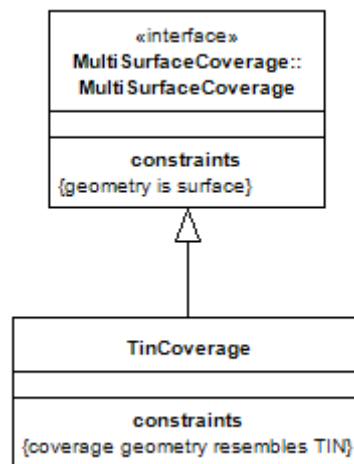 «interface»
MultiSurfaceCoverage::
MultiSurfaceCoverage
constraints
{geometry is surface}
TinCoverage
constraints
{coverage geometry resembles TIN}